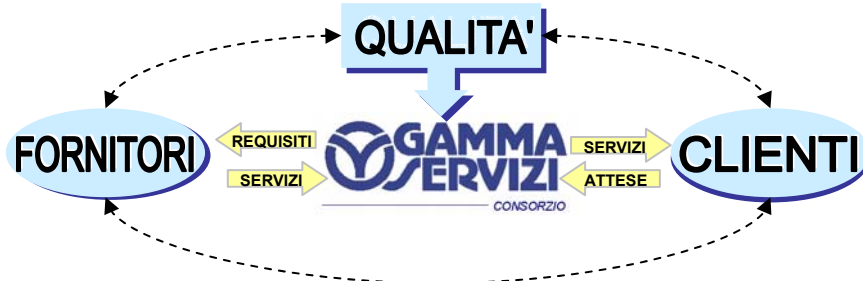 QUALITA'
FORNITORI
REQUISITI
SERVIZI
GAMMA
SERVIZI
CONSORZIO
SERVIZI
ATTESE
CLIENTI